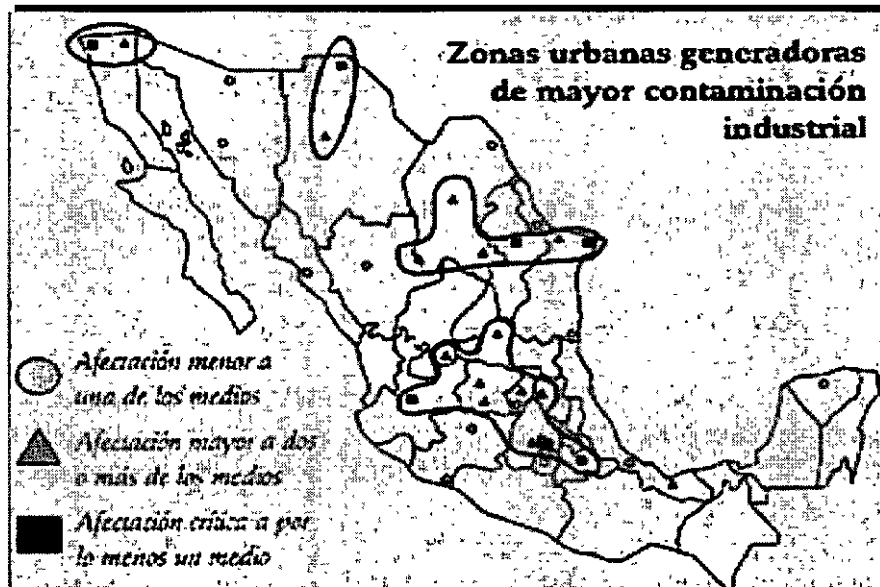 Zonas urbanas generadoras
de mayor contaminación
industrial
Afectación menor a
una de los medios
Afectación mayor a dos
o más de los medios
Afectación crítica a por
lo menos un medio